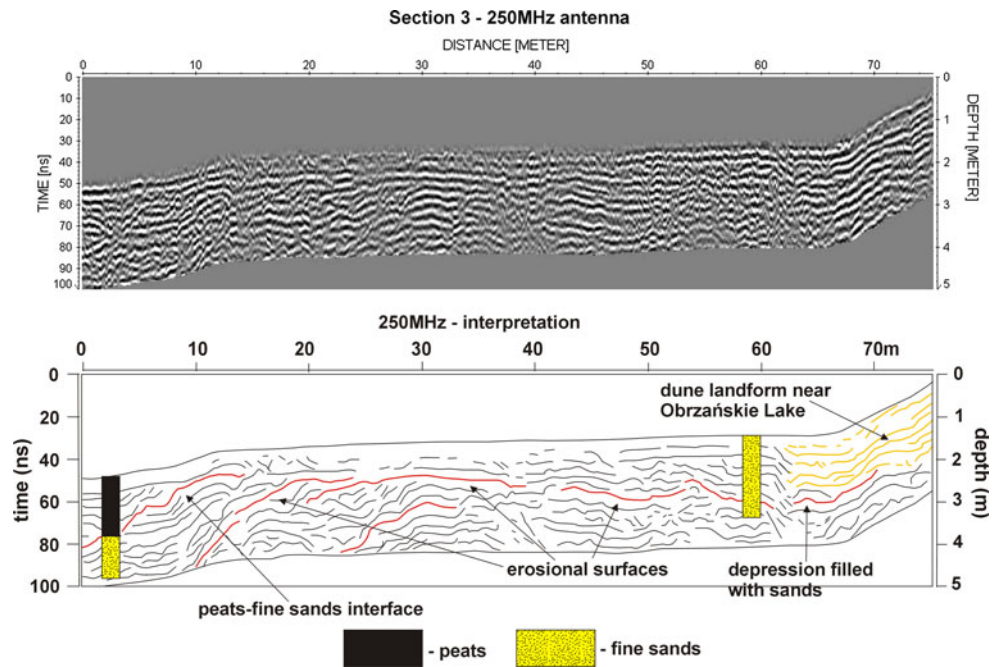 Section 3 - 250MHz antenna
DISTANCE [METER]
0 10 20 30 40 50 60 70
TIME [ns]
0
10
20
30
40
50
60
70
80
90
100
DEPTH [METER]
0
1
2
3
4
5
250MHz - interpretation
0 10 20 30 40 50 60 70m
time (ns)
0
20
40
60
80
100
depth (m)
0
1
2
3
4
5
dune landform near
Obrzańskie Lake
erosional surfaces
depression filled
with sands
peats-fine sands interface
- peats
- fine sands